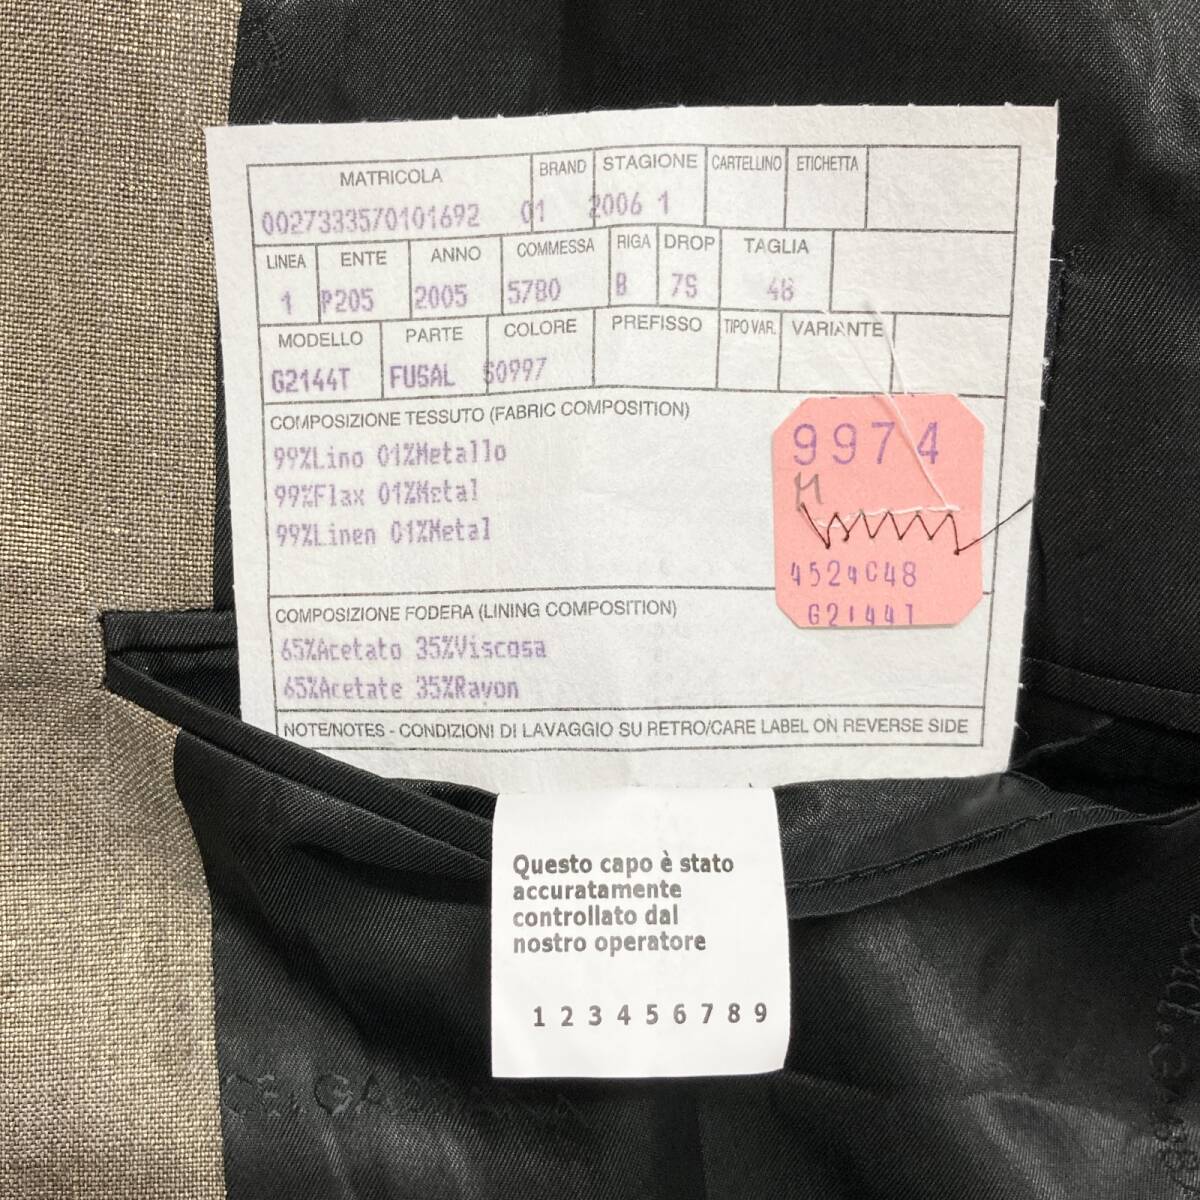 MATRICOLA BRAND STAGIONE CARTELLINO ETICHETTA
0027333570101692 01 2006 1
LINEA ENTE ANNO COMMESSA RIGA DROP TAGLIA
1 P205 2005 5780 B 7S 48
MODELLO PARTE COLORE PREFISSO TIPO VAR. VARIANTE
G2144T FUSAL S0997
COMPOSIZIONE TESSUTO (FABRIC COMPOSITION)
99%Lino 01%Metallo
99%Flax 01%Metal
99%Linen 01%Metal
9974
M
4524C48
G2144T
COMPOSIZIONE FODERA (LINING COMPOSITION)
65%Acetato 35%Viscosa
65%Acetate 35%Rayon
NOTE/NOTES - CONDIZIONI DI LAVAGGIO SU RETRO/CARE LABEL ON REVERSE SIDE
Questo capo è stato
accuratamente
controllato dal
nostro operatore
1 2 3 4 5 6 7 8 9